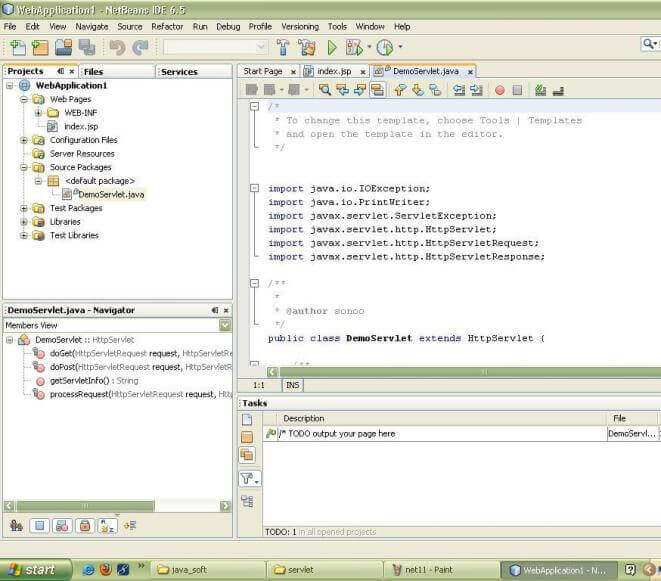 WebApplication1 - NetBeans IDE 6.5
File Edit View Navigate Source Refactor Run Debug Profile Versioning Tools Window Help
Projects
Files
Services
WebApplication1
Web Pages
WEB-INF
index.jsp
Configuration Files
Server Resources
Source Packages
<default package>
DemoServlet.java
Test Packages
Libraries
Test Libraries
DemoServlet.java - Navigator
Members View
DemoServlet :: HttpServlet
doGet(HttpServletRequest request, HttpServletRe
doPost(HttpServletRequest request, HttpServletR
getServletInfo() : String
processRequest(HttpServletRequest request, Http
Start Page
index.jsp
DemoServlet.java
/*
* To change this template, choose Tools | Templates
* and open the template in the editor.
*/
import java.io.IOException;
import java.io.PrintWriter;
import javax.servlet.ServletException;
import javax.servlet.http.HttpServlet;
import javax.servlet.http.HttpServletRequest;
import javax.servlet.http.HttpServletResponse;
/**
*
* @author sonoo
*/
public class DemoServlet extends HttpServlet {
/**
1:1 INS
Tasks
Description File
/* TODO output your page here DemoServl...
TODO: 1 in all opened projects
start
java_soft
servlet
net11 - Paint
WebApplication1 - N...